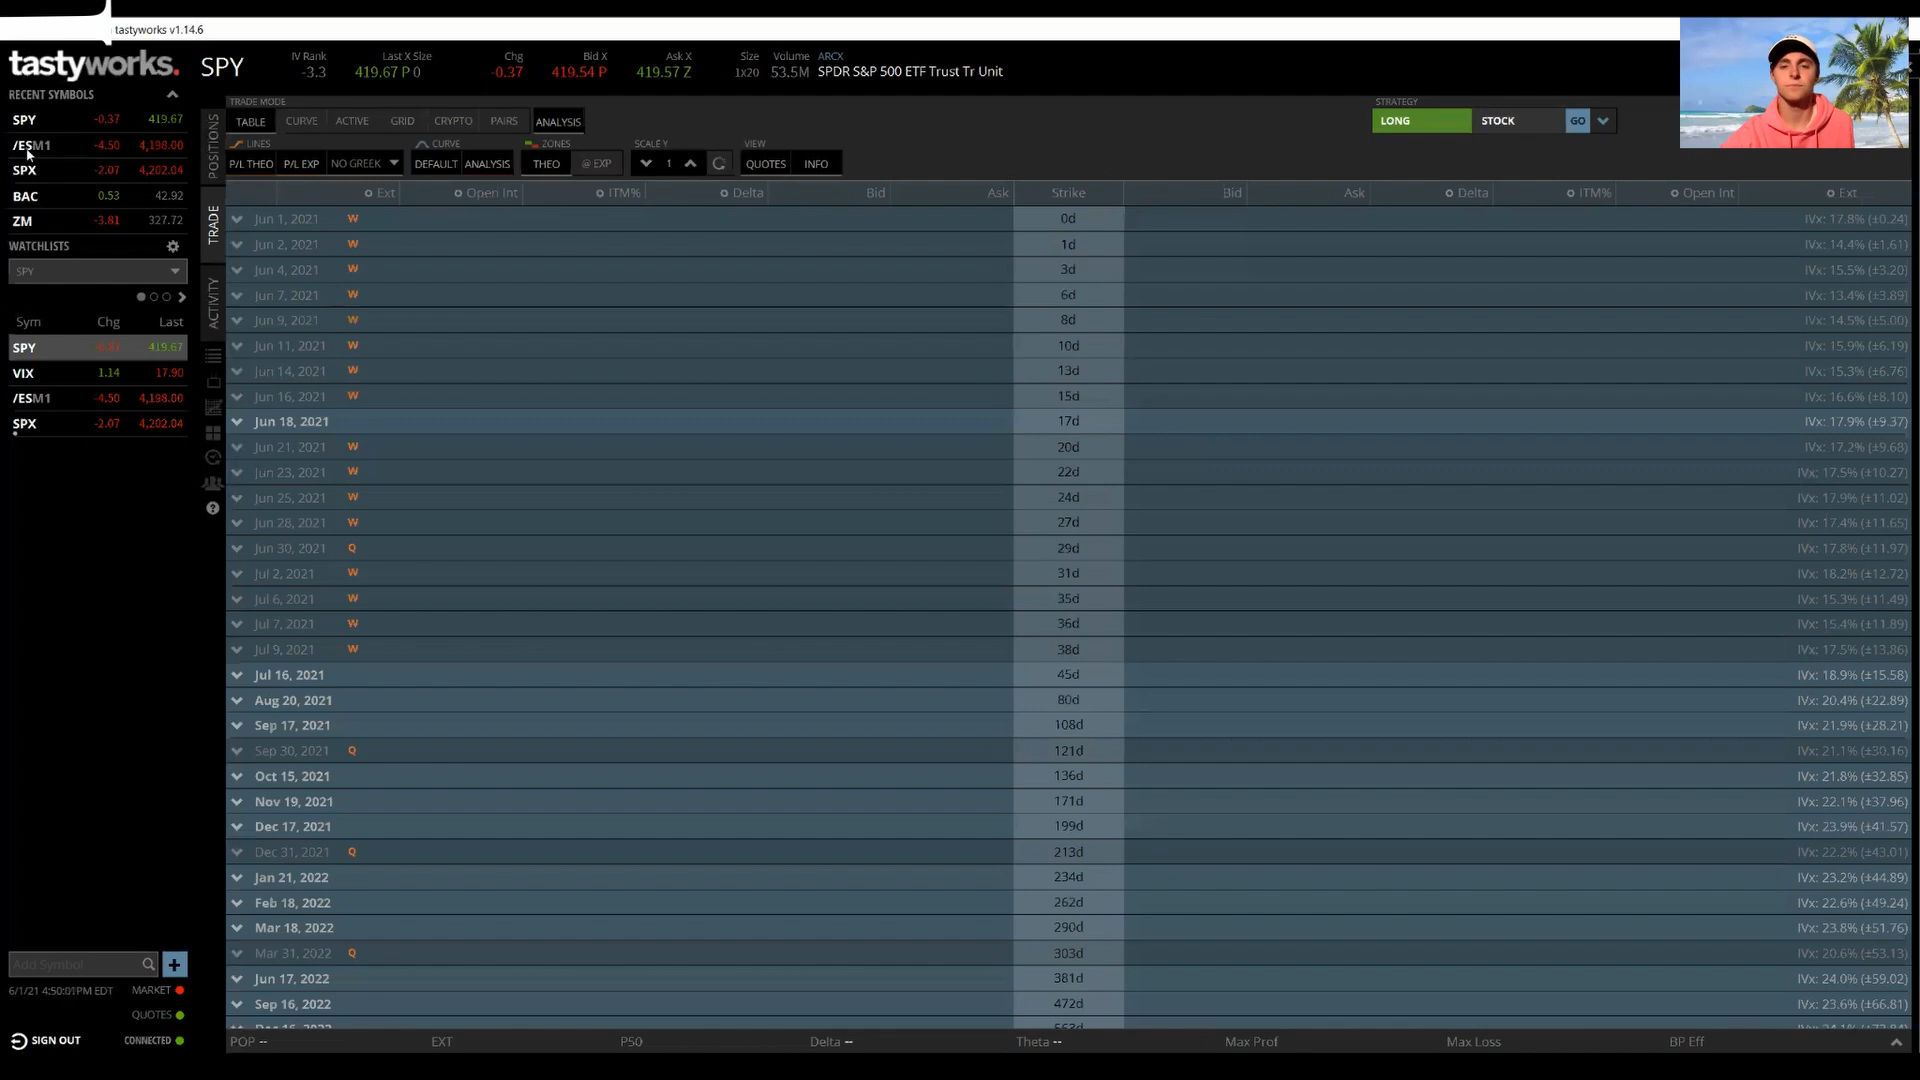 tastyworks v1.14.6
tastyworks.
SPY
IV Rank
-3.3
Last X Size
419.67 P 0
Chg
-0.37
Bid X
419.54 P
Ask X
419.57 Z
Size
1x20
Volume
53.5M
ARCX
SPDR S&P 500 ETF Trust Tr Unit
RECENT SYMBOLS
SPY -0.37 419.67
/ESM1 -4.50 4,198.00
SPX -2.07 4,202.04
BAC 0.53 42.92
ZM -3.81 327.72
WATCHLISTS
SPY
Sym Chg Last
SPY -0.37 419.67
VIX 1.14 17.90
/ESM1 -4.50 4,198.00
SPX -2.07 4,202.04
Add Symbol
6/1/21 4:50:01PM EDT MARKET
QUOTES
SIGN OUT CONNECTED
POSITIONS
TRADE
ACTIVITY
TRADE MODE
TABLE CURVE ACTIVE GRID CRYPTO PAIRS ANALYSIS
STRATEGY
LONG STOCK GO
LINES CURVE ZONES SCALE Y VIEW
P/L THEO P/L EXP NO GREEK DEFAULT ANALYSIS THEO @ EXP 1 QUOTES INFO
Ext Open Int ITM% Delta Bid Ask Strike Bid Ask Delta ITM% Open Int Ext
Jun 1, 2021 W 0d IVx: 17.8% (±0.24)
Jun 2, 2021 W 1d IVx: 14.4% (±1.61)
Jun 4, 2021 W 3d IVx: 15.5% (±3.20)
Jun 7, 2021 W 6d IVx: 13.4% (±3.89)
Jun 9, 2021 W 8d IVx: 14.5% (±5.00)
Jun 11, 2021 W 10d IVx: 15.9% (±6.19)
Jun 14, 2021 W 13d IVx: 15.3% (±6.76)
Jun 16, 2021 W 15d IVx: 16.6% (±8.10)
Jun 18, 2021 17d IVx: 17.9% (±9.37)
Jun 21, 2021 W 20d IVx: 17.2% (±9.68)
Jun 23, 2021 W 22d IVx: 17.5% (±10.27)
Jun 25, 2021 W 24d IVx: 17.9% (±11.02)
Jun 28, 2021 W 27d IVx: 17.4% (±11.65)
Jun 30, 2021 Q 29d IVx: 17.8% (±11.97)
Jul 2, 2021 W 31d IVx: 18.2% (±12.72)
Jul 6, 2021 W 35d IVx: 15.3% (±11.49)
Jul 7, 2021 W 36d IVx: 15.4% (±11.89)
Jul 9, 2021 W 38d IVx: 17.5% (±13.86)
Jul 16, 2021 45d IVx: 18.9% (±15.58)
Aug 20, 2021 80d IVx: 20.4% (±22.89)
Sep 17, 2021 108d IVx: 21.9% (±28.21)
Sep 30, 2021 Q 121d IVx: 21.1% (±30.16)
Oct 15, 2021 136d IVx: 21.8% (±32.85)
Nov 19, 2021 171d IVx: 22.1% (±37.96)
Dec 17, 2021 199d IVx: 23.9% (±41.57)
Dec 31, 2021 Q 213d IVx: 22.2% (±43.01)
Jan 21, 2022 234d IVx: 23.2% (±44.89)
Feb 18, 2022 262d IVx: 22.6% (±49.24)
Mar 18, 2022 290d IVx: 23.8% (±51.76)
Mar 31, 2022 Q 303d IVx: 20.6% (±53.13)
Jun 17, 2022 381d IVx: 24.0% (±59.02)
Sep 16, 2022 472d IVx: 23.6% (±66.81)
POP -- EXT P50 Delta -- Theta -- Max Prof Max Loss BP Eff